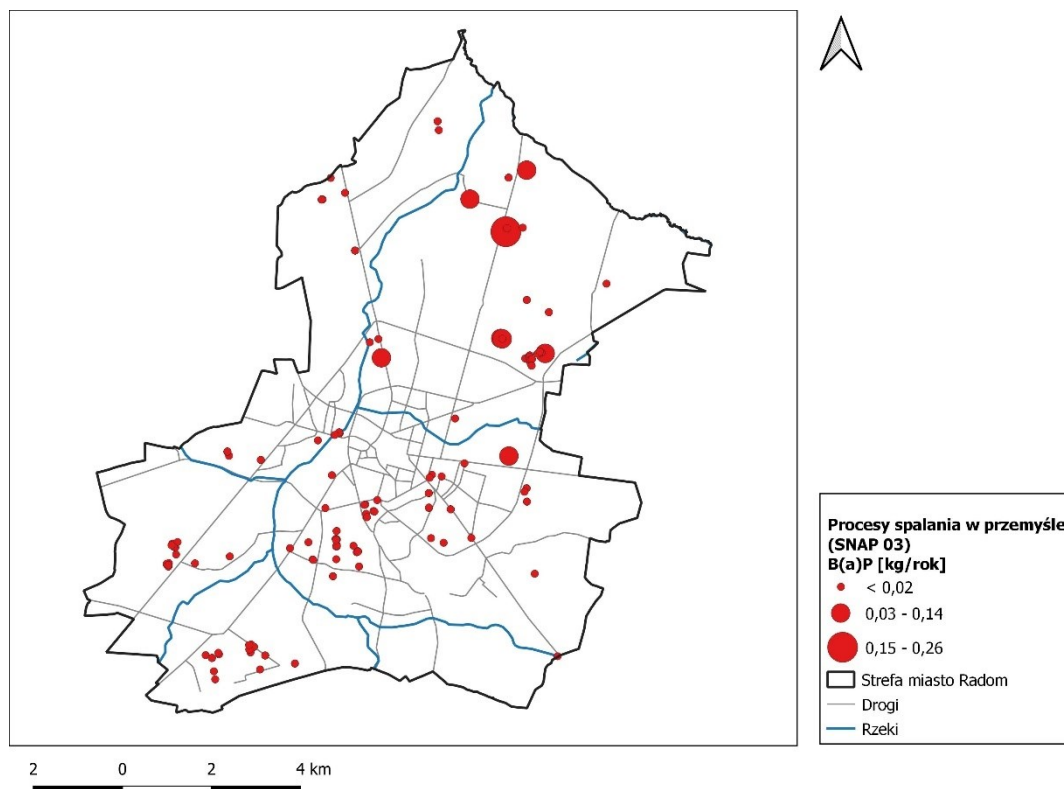 Procesy spalania w przemyśle
(SNAP 03)
B(a)P [kg/rok]
< 0,02
0,03 - 0,14
0,15 - 0,26
Strefa miasto Radom
Drogi
Rzeki
2 0 2 4 km